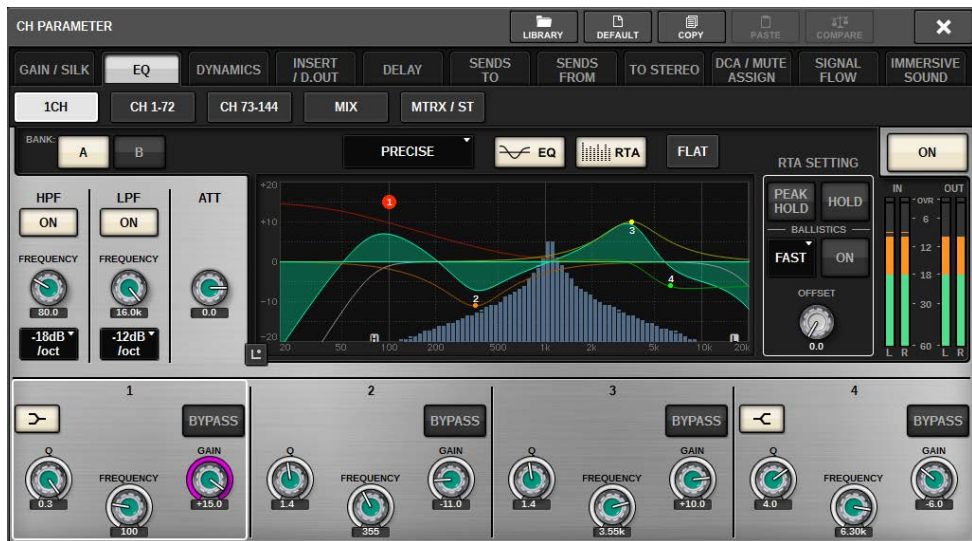 CH PARAMETER
LIBRARY DEFAULT COPY PASTE COMPARE
GAIN / SILK EQ DYNAMICS INSERT / D.OUT DELAY SENDS TO SENDS FROM TO STEREO DCA / MUTE ASSIGN SIGNAL FLOW IMMERSIVE SOUND
1CH CH 1-72 CH 73-144 MIX MTRX / ST
BANK: A B PRECISE EQ RTA FLAT RTA SETTING ON
HPF LPF ATT
ON ON
FREQUENCY FREQUENCY
80.0 16.0k 0.0
-18dB /oct -12dB /oct
+20
+10
0
-10
-20
1 2 3 4
H L
20 50 100 200 500 1k 2k 5k 10k 20k
PEAK HOLD HOLD
BALLISTICS
FAST ON
OFFSET
0.0
IN OUT
OVR
6
12
18
30
60
L R L R
1 2 3 4
BYPASS BYPASS BYPASS BYPASS
Q FREQUENCY GAIN Q FREQUENCY GAIN Q FREQUENCY GAIN Q FREQUENCY GAIN
0.3 100 +15.0 1.4 355 -11.0 1.4 3.55k +10.0 4.0 6.30k -6.0